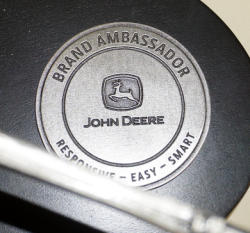 BRAND AMBASSADOR
JOHN DEERE
RESPONSIVE - EASY - SMART